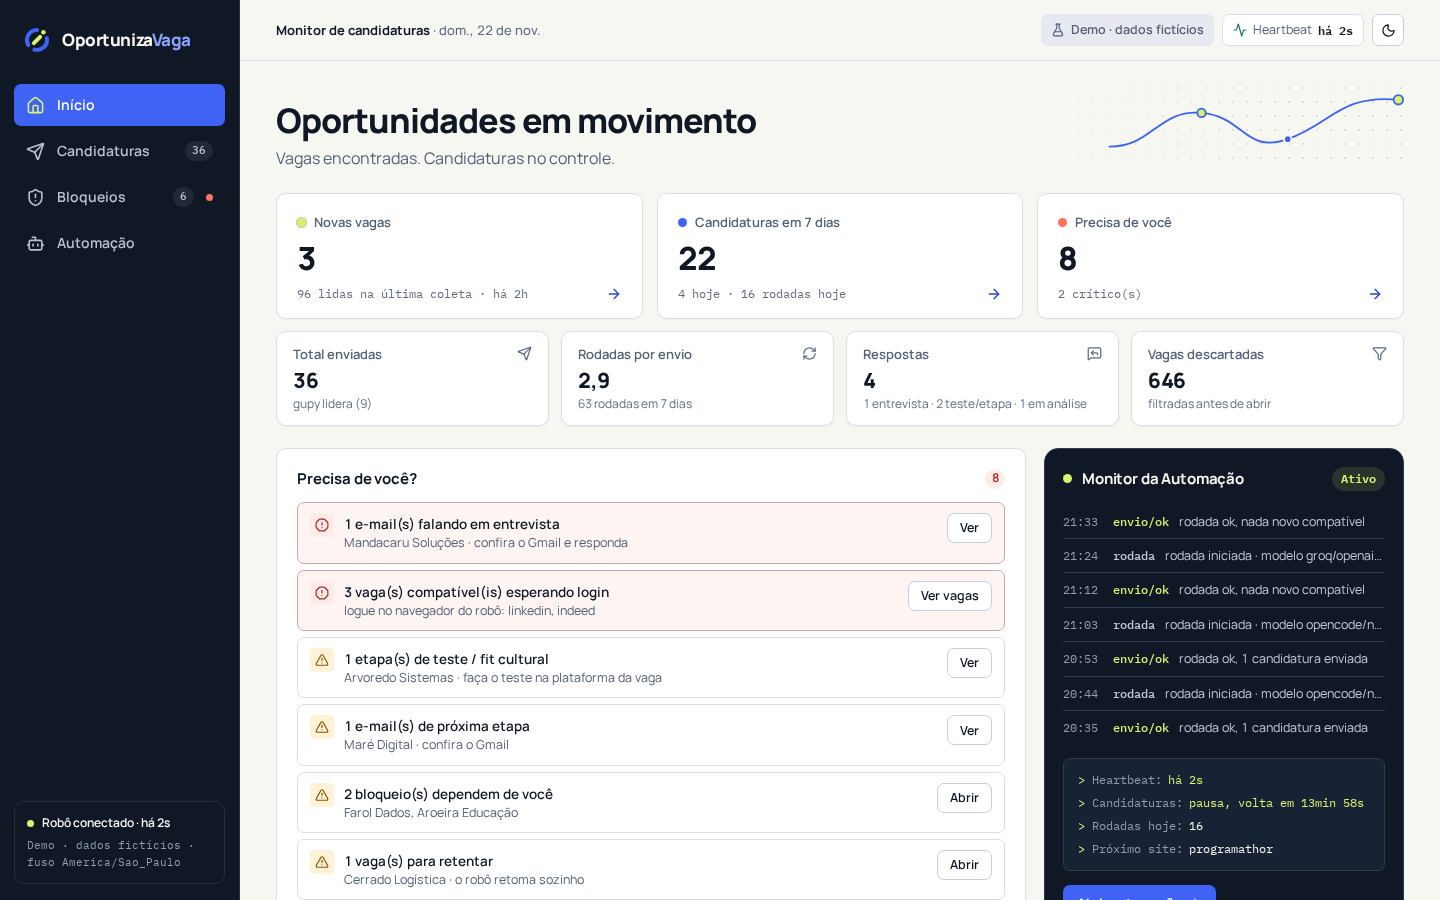 OportunizaVaga
Início
Candidaturas 36
Bloqueios 6
Automação
Robô conectado · há 2s
Demo · dados fictícios ·
fuso America/Sao_Paulo
Monitor de candidaturas · dom., 22 de nov.
Demo · dados fictícios
Heartbeat há 2s
Oportunidades em movimento
Vagas encontradas. Candidaturas no controle.
Novas vagas
3
96 lidas na última coleta · há 2h
Candidaturas em 7 dias
22
4 hoje · 16 rodadas hoje
Precisa de você
8
2 crítico(s)
Total enviadas
36
gupy lidera (9)
Rodadas por envio
2,9
63 rodadas em 7 dias
Respostas
4
1 entrevista · 2 teste/etapa · 1 em análise
Vagas descartadas
646
filtradas antes de abrir
Precisa de você? 8
1 e-mail(s) falando em entrevista
Mandacaru Soluções · confira o Gmail e responda
Ver
3 vaga(s) compatível(is) esperando login
logue no navegador do robô: linkedin, indeed
Ver vagas
1 etapa(s) de teste / fit cultural
Arvoredo Sistemas · faça o teste na plataforma da vaga
Ver
1 e-mail(s) de próxima etapa
Maré Digital · confira o Gmail
Ver
2 bloqueio(s) dependem de você
Farol Dados, Aroeira Educação
Abrir
1 vaga(s) para retentar
Cerrado Logística · o robô retoma sozinho
Abrir
Monitor da Automação Ativo
21:33 envio/ok rodada ok, nada novo compatível
21:24 rodada rodada iniciada · modelo groq/openai...
21:12 envio/ok rodada ok, nada novo compatível
21:03 rodada rodada iniciada · modelo opencode/n...
20:53 envio/ok rodada ok, 1 candidatura enviada
20:44 rodada rodada iniciada · modelo opencode/n...
20:35 envio/ok rodada ok, 1 candidatura enviada
> Heartbeat: há 2s
> Candidaturas: pausa, volta em 13min 58s
> Rodadas hoje: 16
> Próximo site: programathor